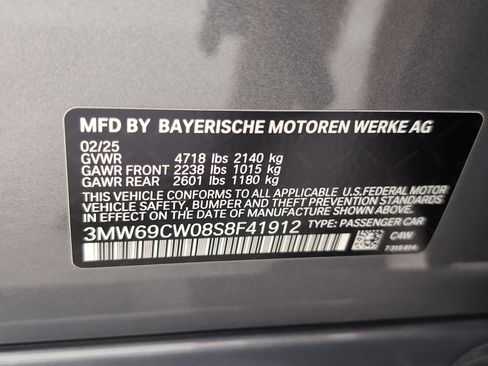 MFD BY BAYERISCHE MOTOREN WERKE AG
02/25
GVWR 4718 lbs 2140 kg
GAWR FRONT 2238 lbs 1015 kg
GAWR REAR 2601 lbs 1180 kg
THIS VEHICLE CONFORMS TO ALL APPLICABLE U.S.FEDERAL MOTOR
VEHICLE SAFETY, BUMPER, AND THEFT PREVENTION STANDARDS
IN EFFECT ON THE DATE OF MANUFACTURE SHOWN ABOVE.
3MW69CW08S8F41912 TYPE: PASSENGER CAR
C4W